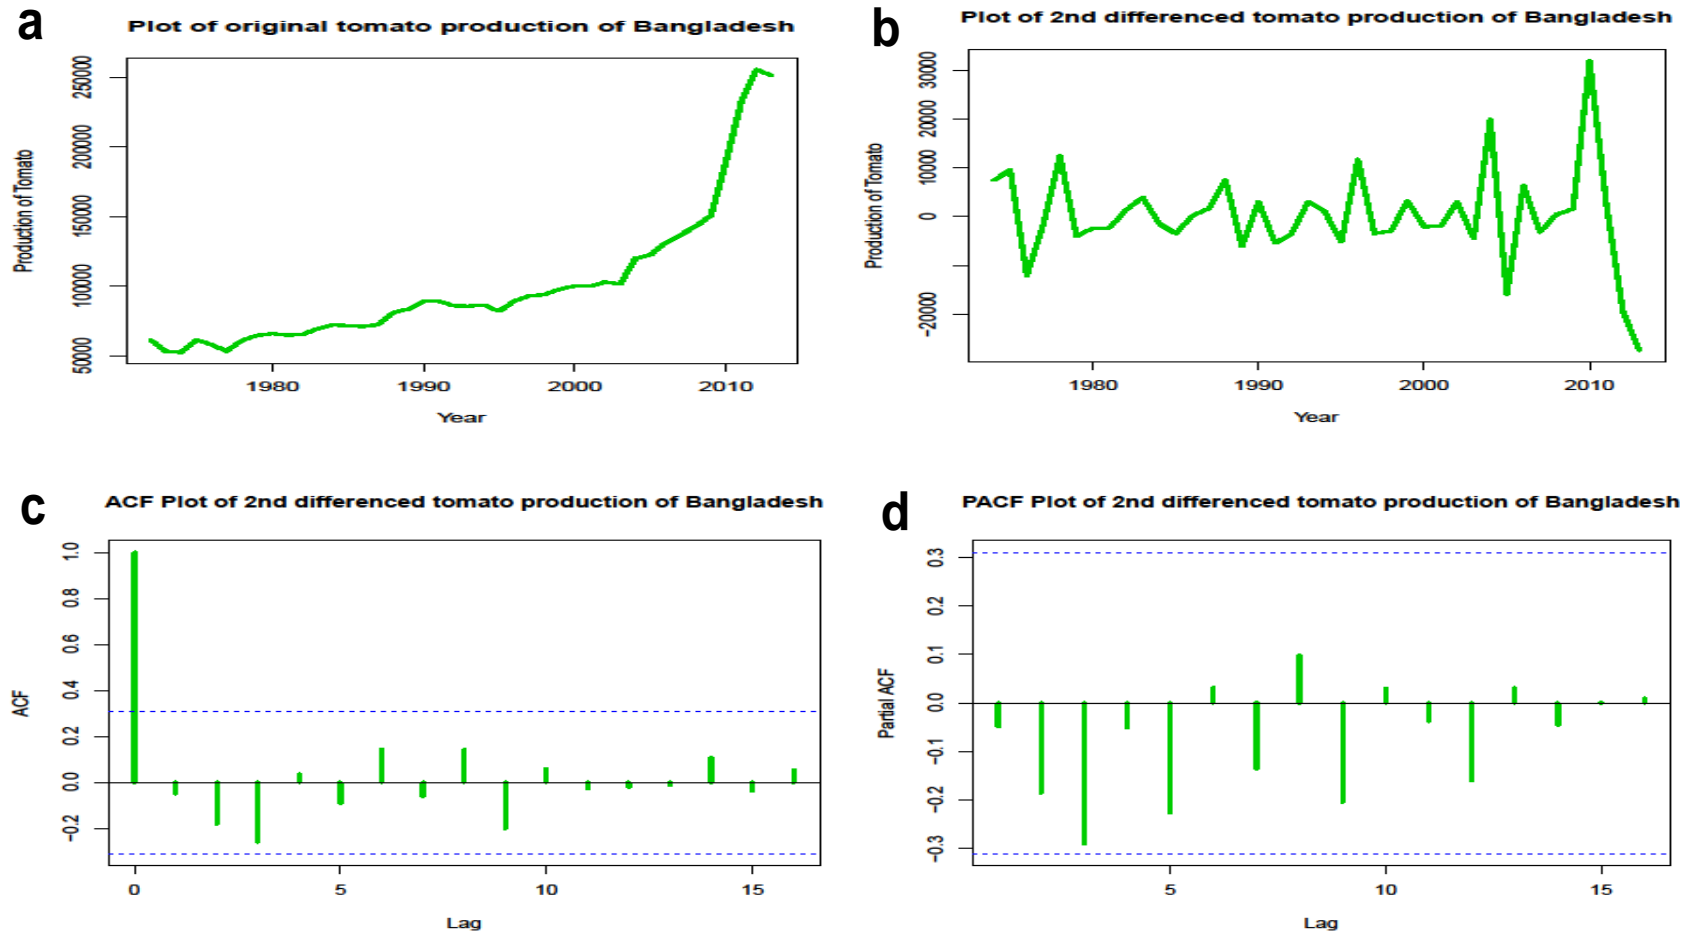 a
Plot of original tomato production of Bangladesh
Production of Tomato
250000
200000
150000
100000
50000
1980 1990 2000 2010
Year
b
Plot of 2nd differenced tomato production of Bangladesh
Production of Tomato
30000
20000
10000
0
−20000
1980 1990 2000 2010
Year
c
ACF Plot of 2nd differenced tomato production of Bangladesh
ACF
1.0
0.8
0.6
0.4
0.2
0.0
−0.2
0 5 10 15
Lag
d
PACF Plot of 2nd differenced tomato production of Bangladesh
Partial ACF
0.3
0.2
0.1
0.0
−0.1
−0.2
−0.3
5 10 15
Lag